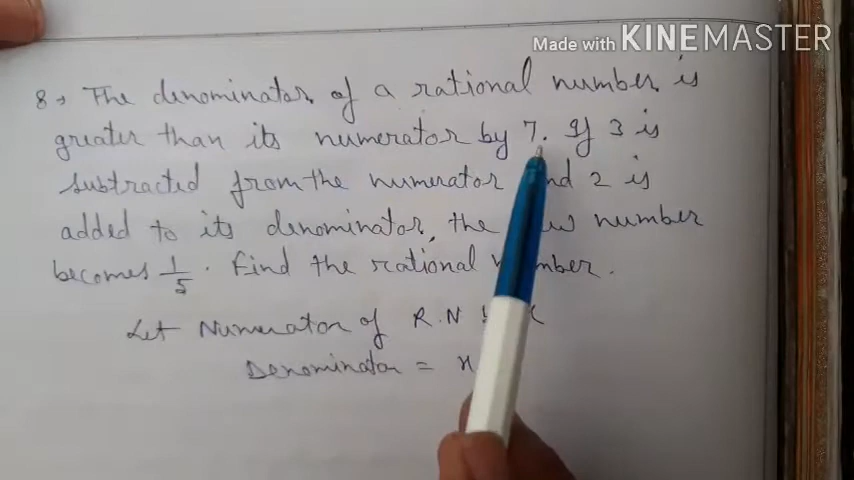 Made with KINEMASTER
8, The denominator of a rational number is
greater than its numerator by 7. If 3 is
subtracted from the numerator and 2 is
added to its denominator, the number
becomes 1/5. Find the rational number.
Let Numerator of R.N
Denominator = x